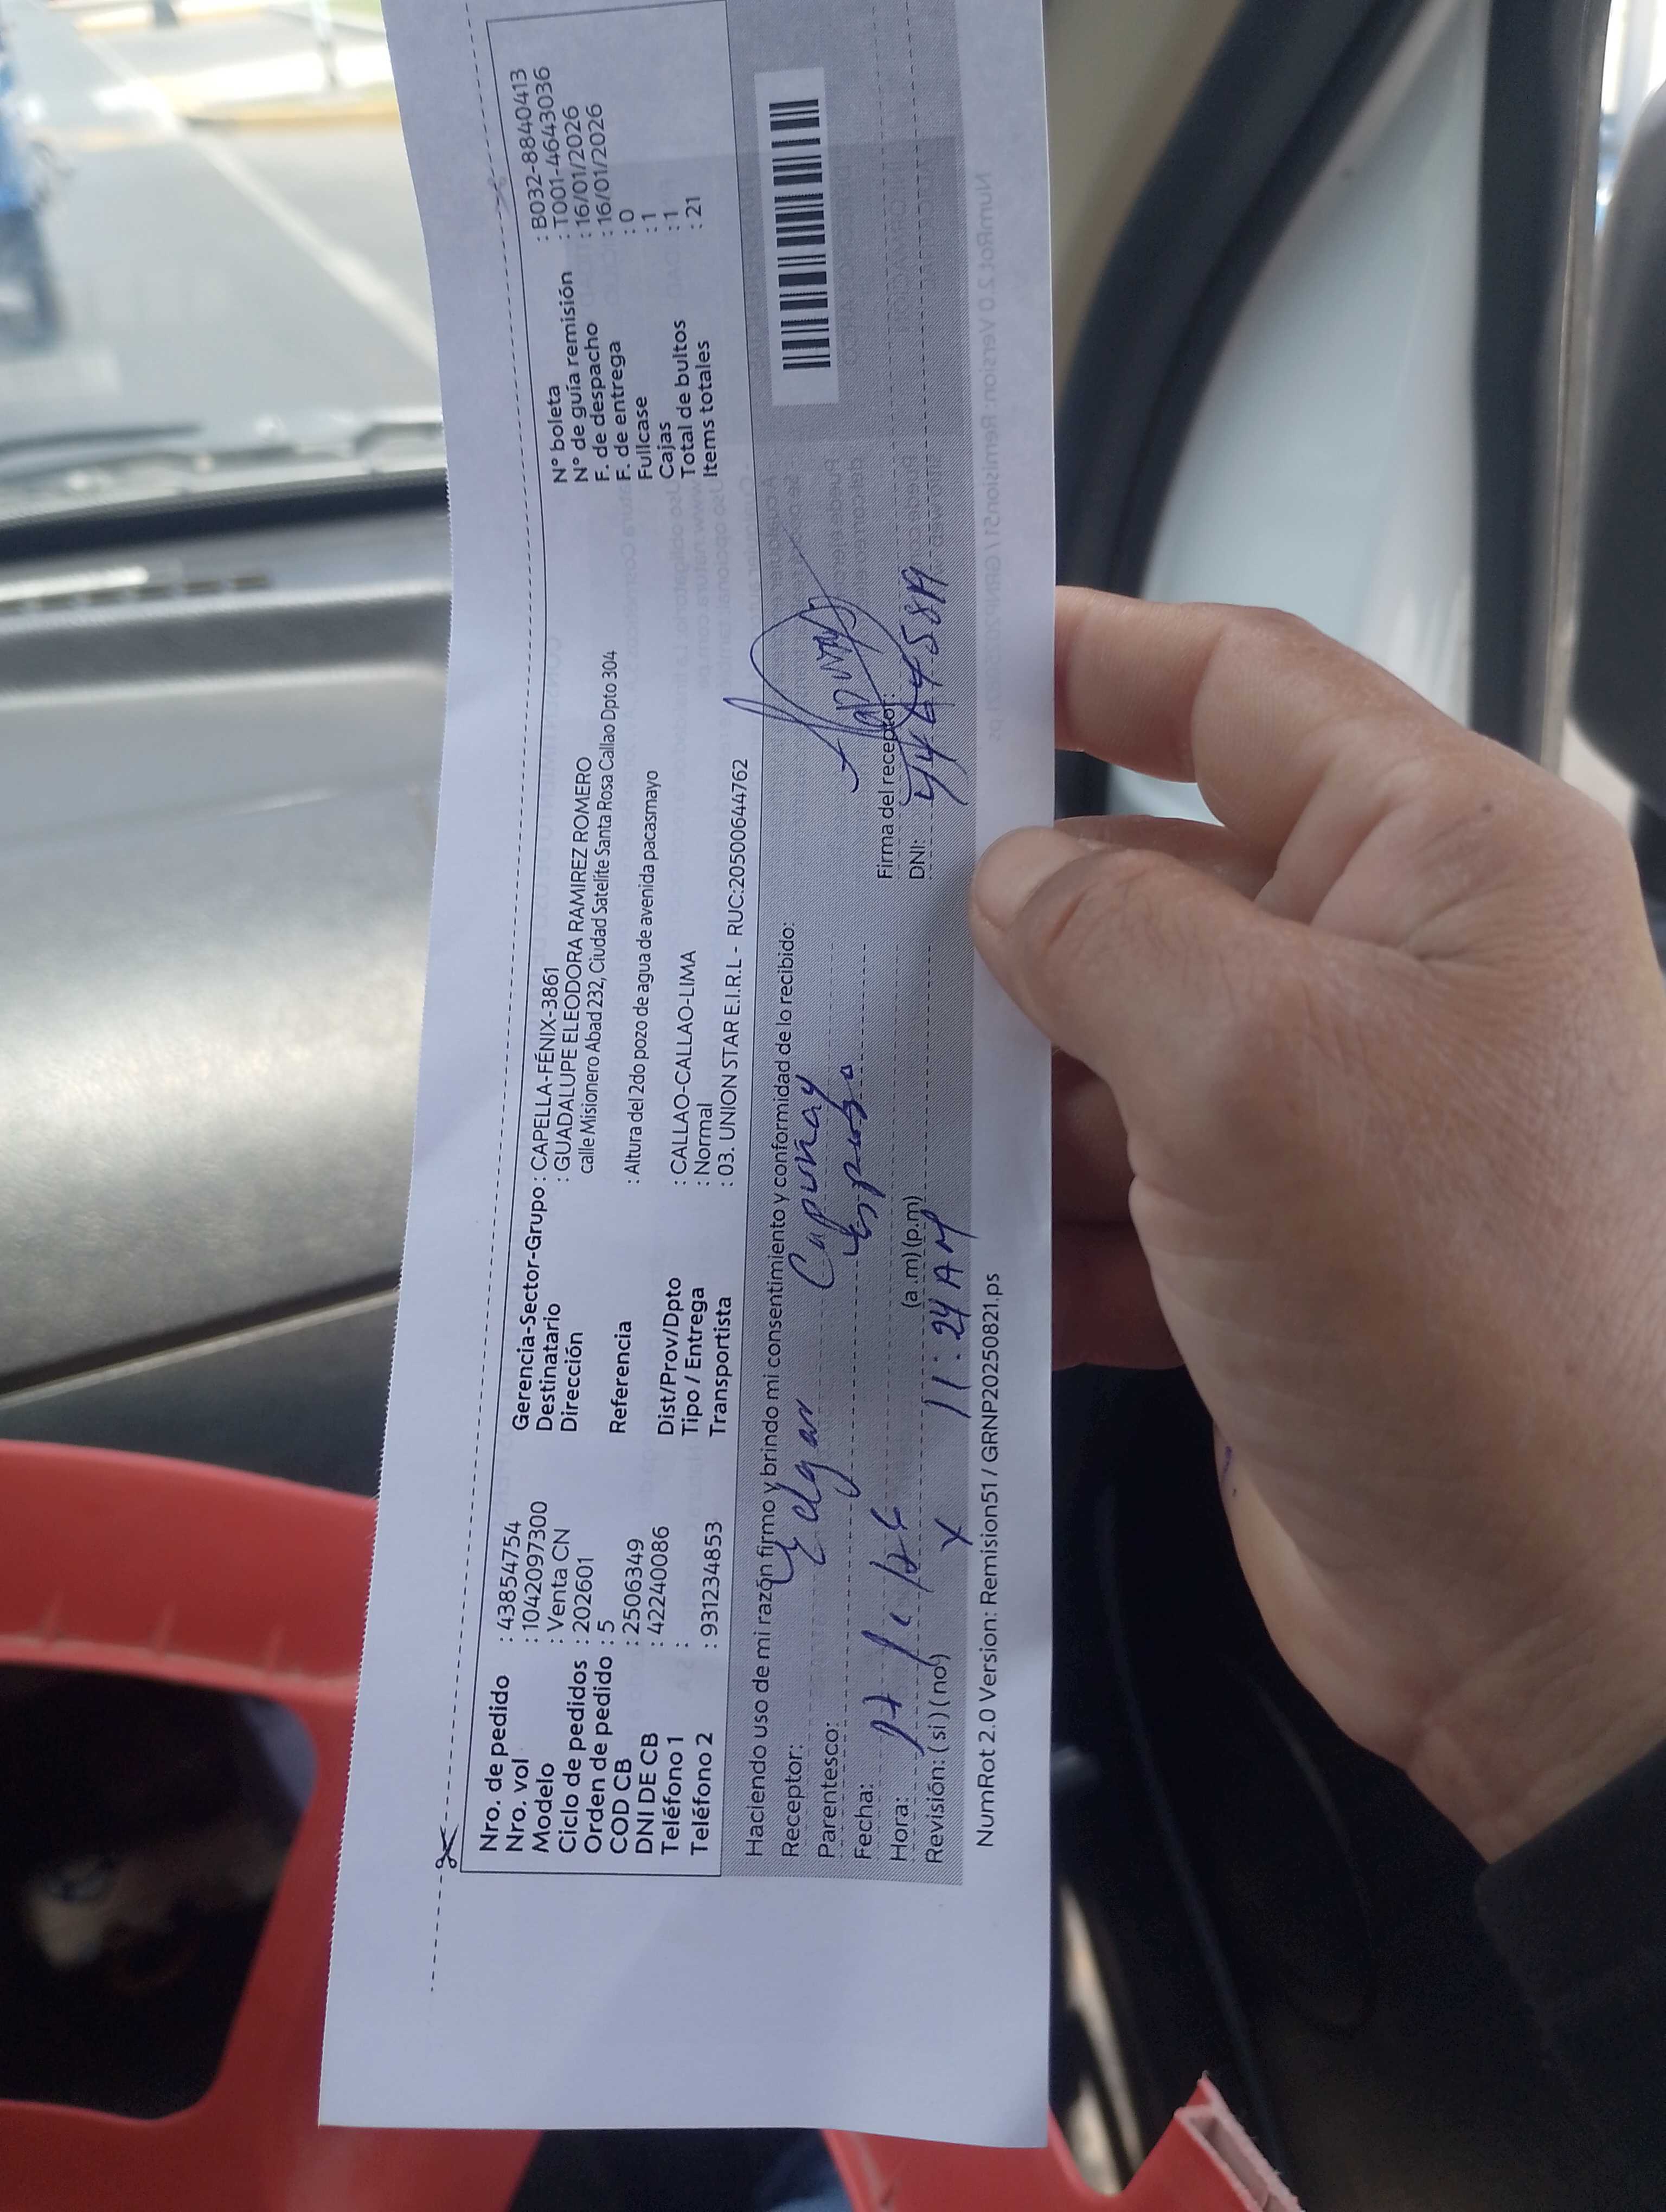 Nro. de pedido : 43854754
Nro. vol : 1042097300
Modelo : Venta CN
Ciclo de pedidos : 202601
Orden de pedido : 5
COD CB : 2506349
DNI DE CB : 42240086
Teléfono 1 :
Teléfono 2 : 931234853
Gerencia-Sector-Grupo : CAPELLA-FÉNIX-3861
Destinatario : GUADALUPE ELEODORA RAMIREZ ROMERO
Dirección calle Misionero Abad 232, Ciudad Satelite Santa Rosa Callao Dpto 304
Referencia : Altura del 2do pozo de agua de avenida pacasmayo
Dist/Prov/Dpto : CALLAO-CALLAO-LIMA
Tipo / Entrega : Normal
Transportista : 03. UNION STAR E.I.R.L - RUC:20500644762
N° boleta : B032-8840413
N° de guía remisión : T001-4643036
F. de despacho : 16/01/2026
F. de entrega : 16/01/2026
Fullcase : 0
Cajas : 1
Total de bultos : 1
Items totales : 21
Haciendo uso de mi razón firmo y brindo mi consentimiento y conformidad de lo recibido:
Receptor: Edgar Capuñay
Parentesco: Esposo
Fecha:
Hora: (a .m) (p.m) 11:24 AM
Revisión: ( si ) ( no ) X
Firma del receptor:
DNI:
NumRot 2.0 Version: Remision51 / GRNP20250821.ps